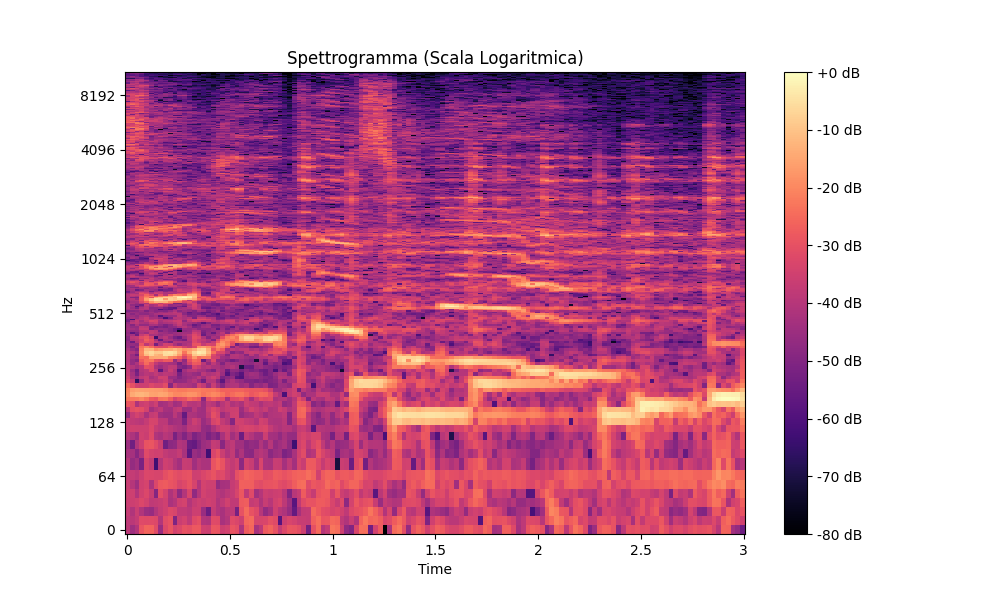 Spettrogramma (Scala Logaritmica)
Hz
8192
4096
2048
1024
512
256
128
64
0
0
0.5
1
1.5
2
2.5
3
Time
+0 dB
-10 dB
-20 dB
-30 dB
-40 dB
-50 dB
-60 dB
-70 dB
-80 dB